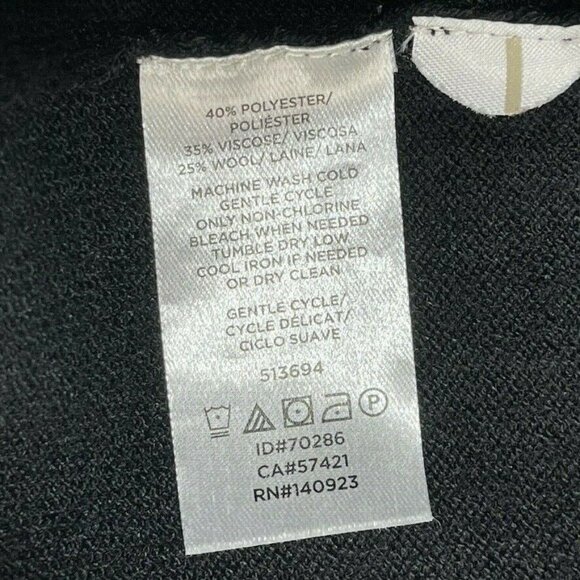 40% POLYESTER/
POLIÉSTER
35% VISCOSE/ VISCOSA
25% WOOL/ LAINE/ LANA
MACHINE WASH COLD
GENTLE CYCLE
ONLY NON-CHLORINE
BLEACH WHEN NEEDED
TUMBLE DRY LOW
COOL IRON IF NEEDED
OR DRY CLEAN
GENTLE CYCLE/
CYCLE DÉLICAT/
CICLO SUAVE
513694
P
ID#70286
CA#57421
RN#140923